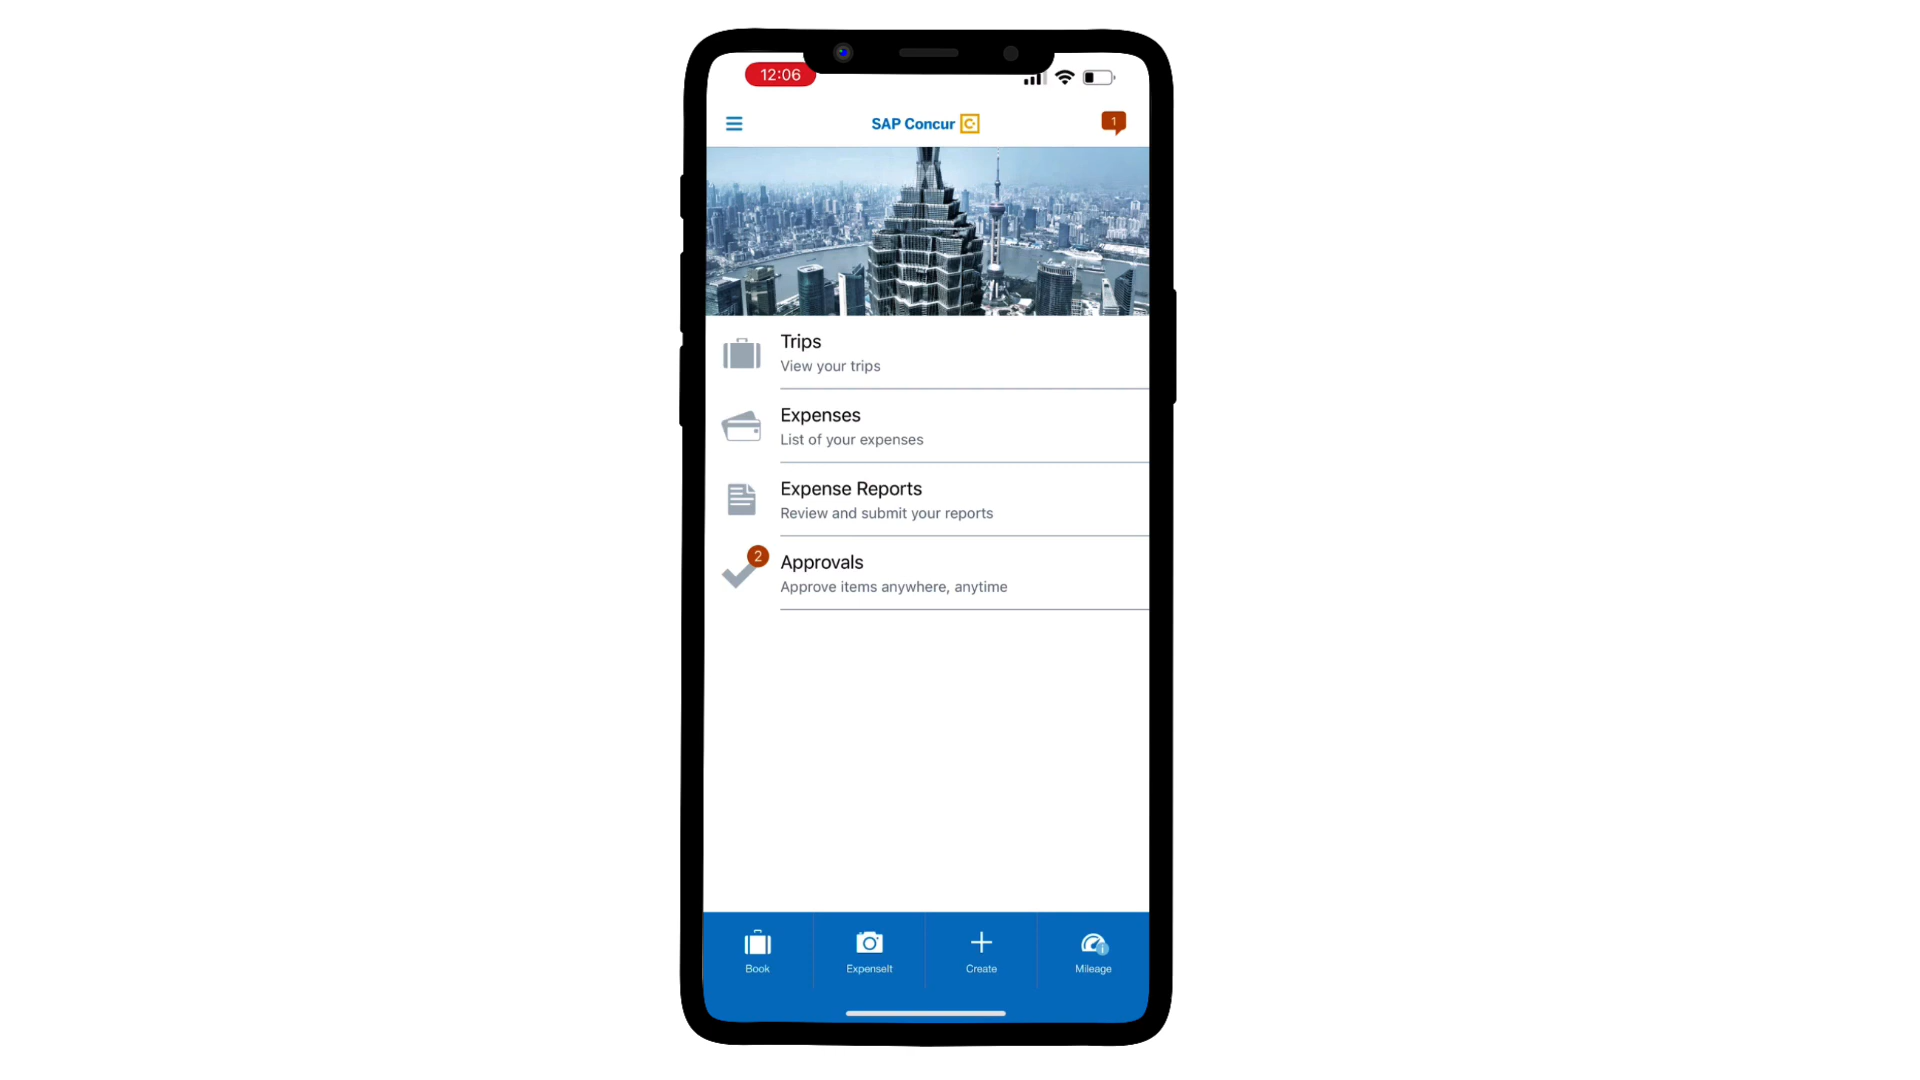 12:06
SAP Concur
1
Trips
View your trips
Expenses
List of your expenses
Expense Reports
Review and submit your reports
2
Approvals
Approve items anywhere, anytime
Book
ExpenseIt
Create
Mileage